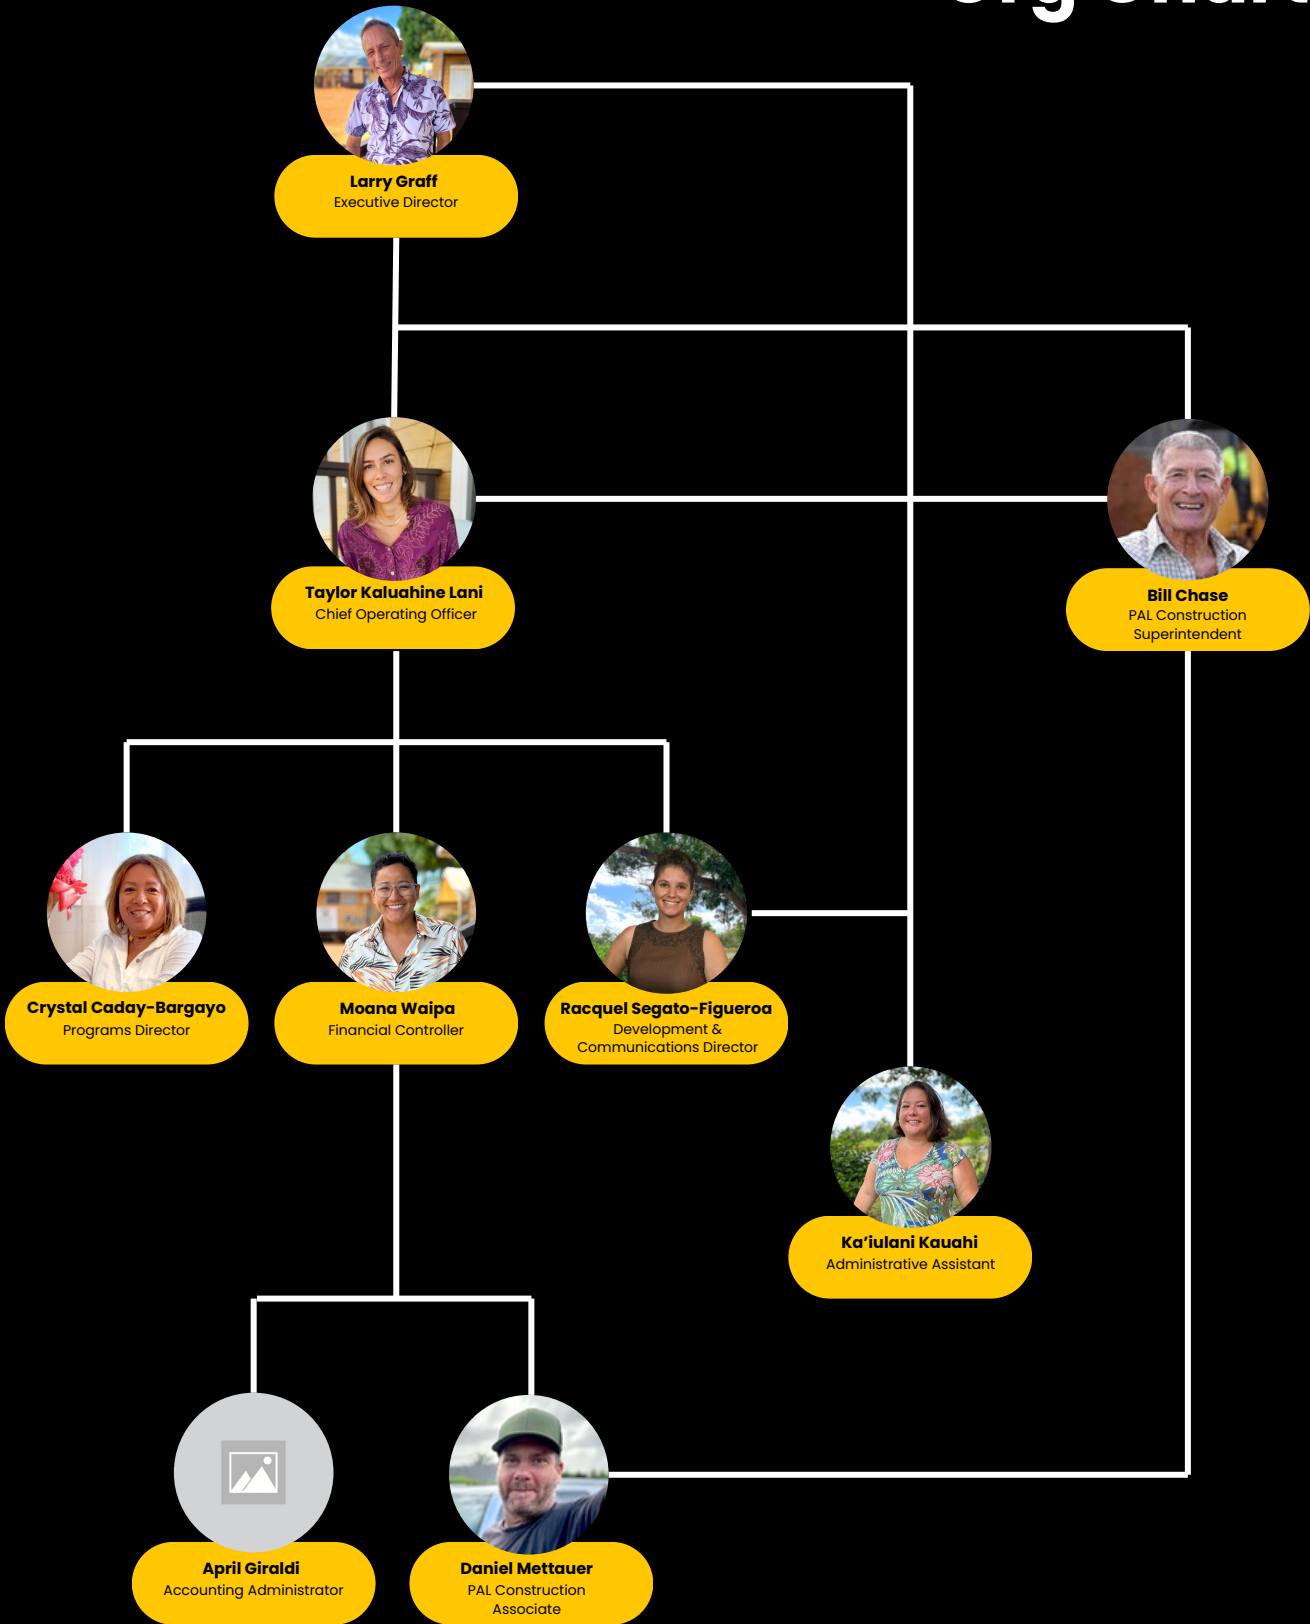 Org Chart
Larry Graff
Executive Director
Taylor Kaluahine Lani
Chief Operating Officer
Bill Chase
PAL Construction
Superintendent
Crystal Caday-Bargayo
Programs Director
Moana Waipa
Financial Controller
Racquel Segato-Figueroa
Development &
Communications Director
Ka’iulani Kauahi
Administrative Assistant
April Giraldi
Accounting Administrator
Daniel Mettauer
PAL Construction
Associate